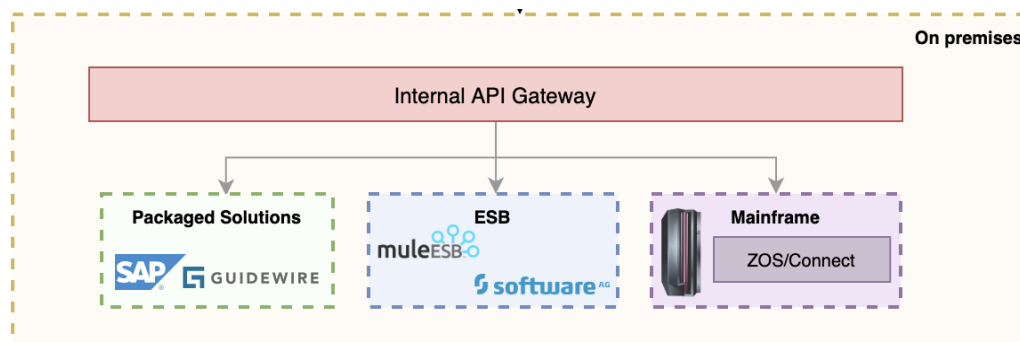 On premises
Internal API Gateway
Packaged Solutions
SAP
GUIDEWIRE
ESB
muleESB
software AG
Mainframe
ZOS/Connect